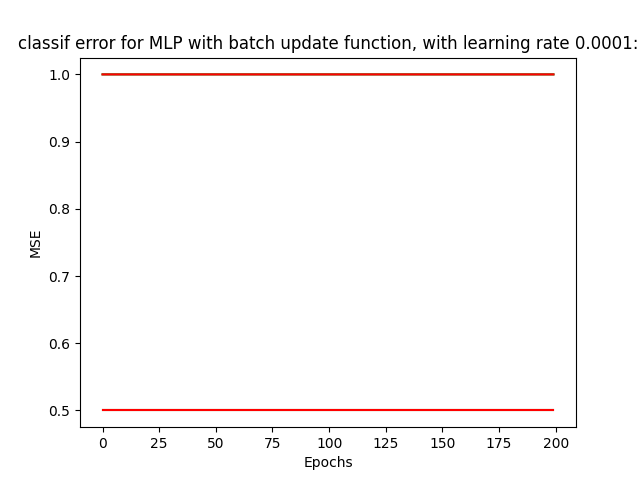 classif error for MLP with batch update function, with learning rate 0.0001:
1.0
0.9
0.8
0.7
0.6
0.5
MSE
0 25 50 75 100 125 150 175 200
Epochs